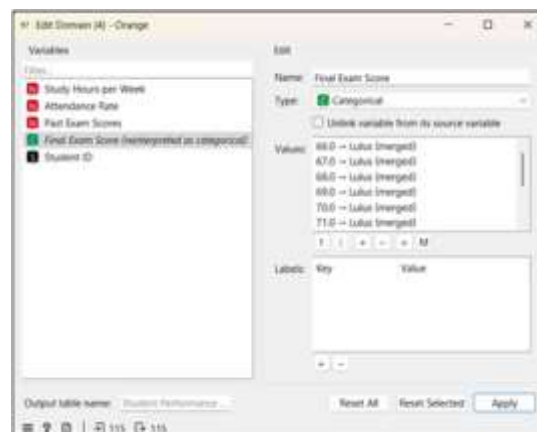 Edit Domain (4) - Orange
Variables
Filter...
Study Hours per Week
Attendance Rate
Past Exam Scores
Final Exam Score (reinterpreted as categorical)
Student ID
Edit
Name: Final Exam Score
Type: Categorical
Unlink variable from its source variable
Values:
66.0 → Lulus (merged)
67.0 → Lulus (merged)
68.0 → Lulus (merged)
69.0 → Lulus (merged)
70.0 → Lulus (merged)
71.0 → Lulus (merged)
M
Labels: Key Value
+ -
Output table name: Student Performance
Reset All Reset Selected Apply
115 115